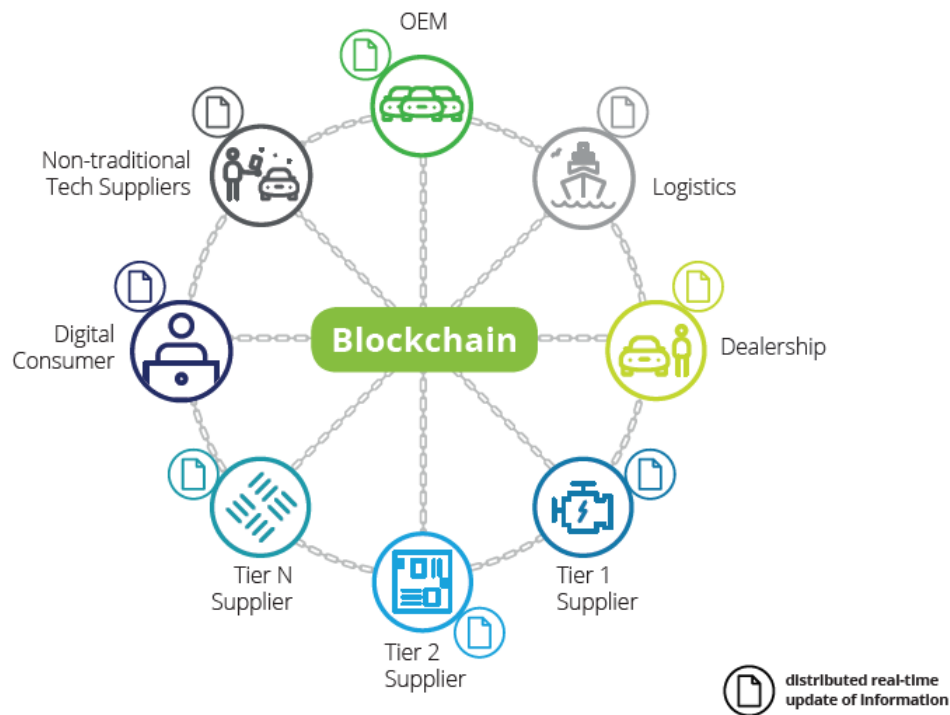 OEM
Non-traditional
Tech Suppliers
Logistics
Digital
Consumer
Blockchain
Dealership
Tier N
Supplier
Tier 1
Supplier
Tier 2
Supplier
distributed real-time
update of information